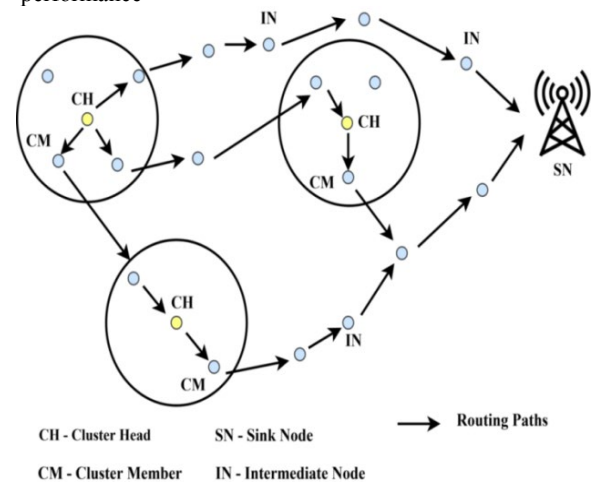 performance
IN
IN
CH
CM
CH
CM
SN
CH
CM
IN
CH - Cluster Head
SN - Sink Node
Routing Paths
CM - Cluster Member
IN - Intermediate Node